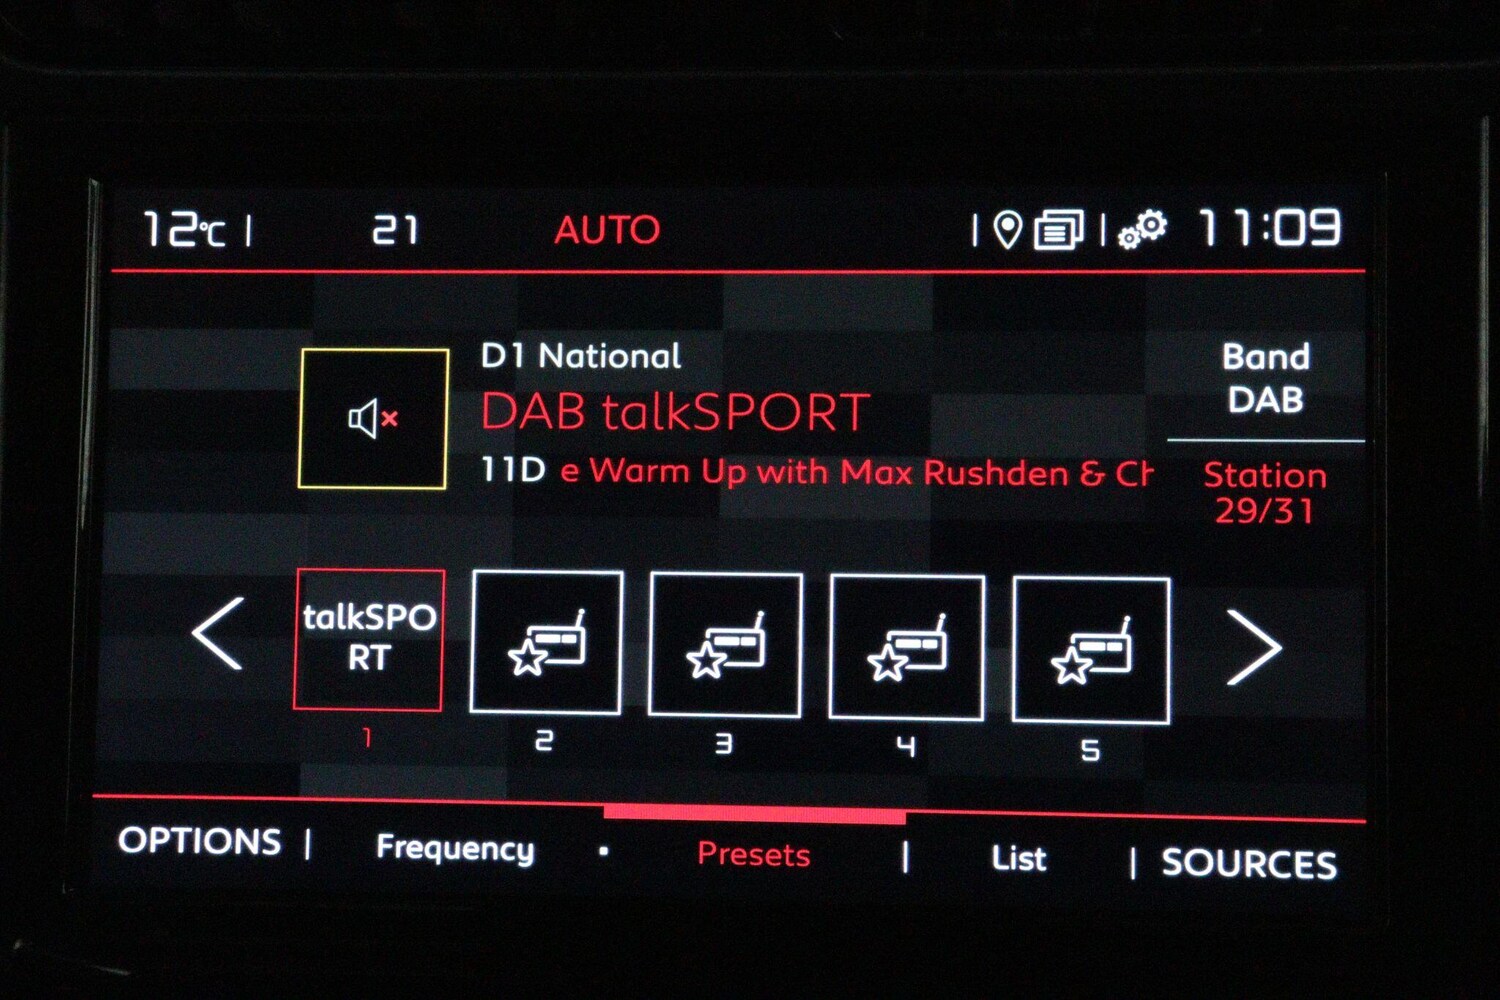 12°C | 21 AUTO | | 11:09
D1 National
DAB talkSPORT
11D e Warm Up with Max Rushden & Ch
Band
DAB
Station
29/31
talkSPO
RT
1 2 3 4 5
OPTIONS | Frequency · Presets | List | SOURCES